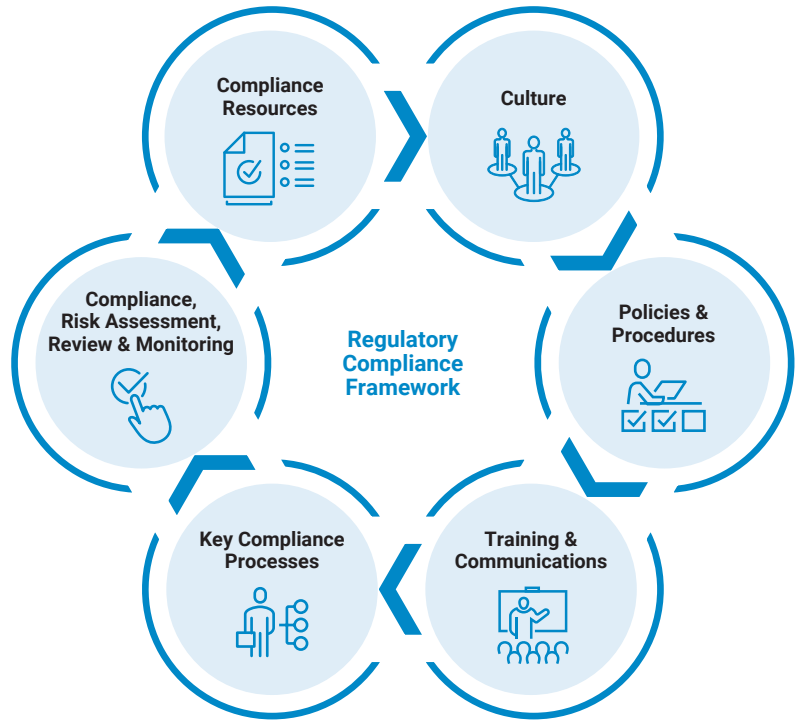 Compliance
Resources
Culture
Policies &
Procedures
Training &
Communications
Key Compliance
Processes
Compliance,
Risk Assessment,
Review & Monitoring
Regulatory
Compliance
Framework